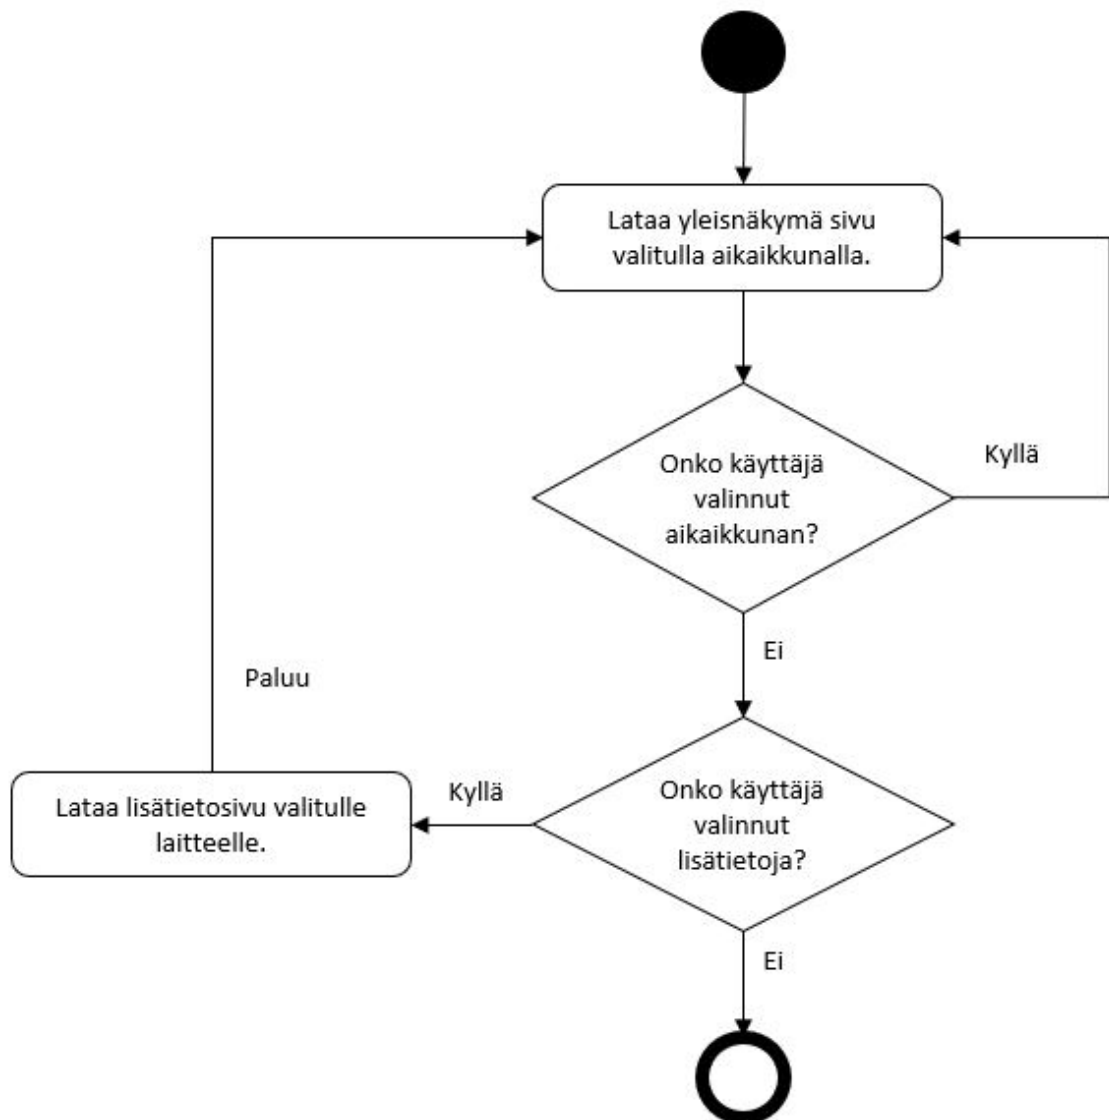 Lataa yleisnäkymä sivu
valitulla aikaikkunalla.
Onko käyttäjä
valinnut
aikaikkunan?
Kyllä
Ei
Paluu
Onko käyttäjä
valinnut
lisätietoja?
Kyllä
Lataa lisätietosivu valitulle
laitteelle.
Ei